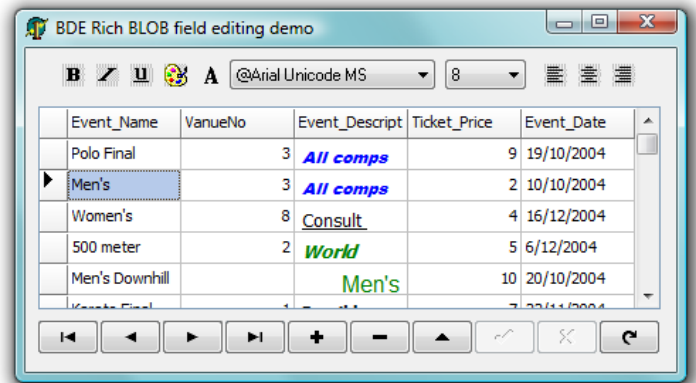 BDE Rich BLOB field editing demo
B I U A @Arial Unicode MS 8
Event_Name VanueNo Event_Descript Ticket_Price Event_Date
Polo Final 3 All comps 9 19/10/2004
Men's 3 All comps 2 10/10/2004
Women's 8 Consult 4 16/12/2004
500 meter 2 World 5 6/12/2004
Men's Downhill Men's 10 20/10/2004